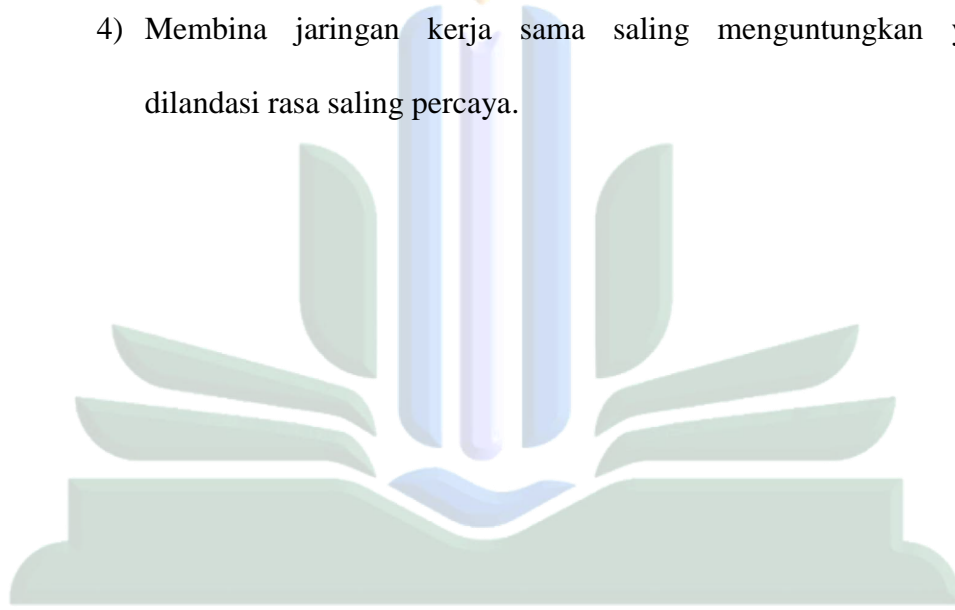 4) Membina jaringan kerja sama saling menguntungkan
dilandasi rasa saling percaya.